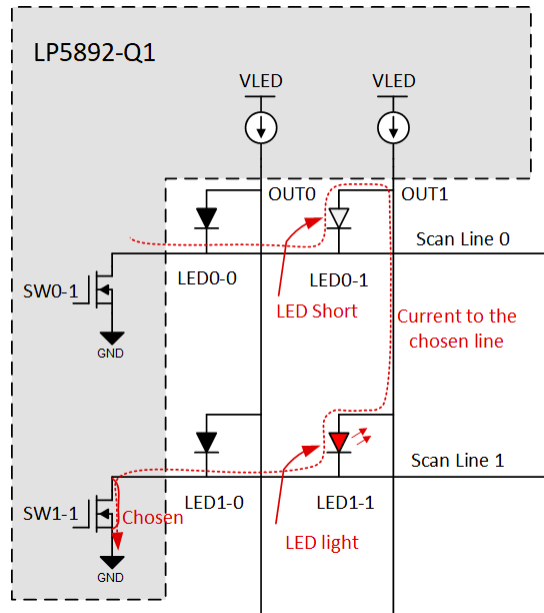 LP5892-Q1
VLED
VLED
OUT0
OUT1
Scan Line 0
LED0-0
LED0-1
SW0-1
LED Short
Current to the
chosen line
GND
Scan Line 1
LED1-0
LED1-1
SW1-1
Chosen
LED light
GND